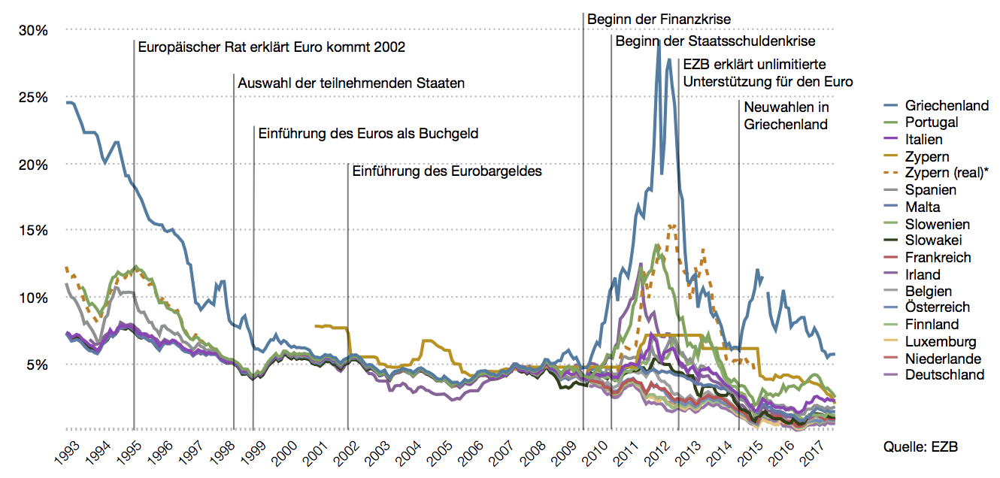 Beginn der Finanzkrise
30%
Beginn der Staatsschuldenkrise
Europäischer Rat erklärt Euro kommt 2002
EZB erklärt unlimitierte
Unterstützung für den Euro
Auswahl der teilnehmenden Staaten
25%
Neuwahlen in
Griechenland
Einführung des Euros als Buchgeld
20%
Einführung des Eurobargeldes
15%
10%
5%
0%
1993
1994
1995
1996
1997
1998
1999
2000
2001
2002
2003
2004
2005
2006
2007
2008
2009
2010
2011
2012
2013
2014
2015
2016
2017
Griechenland
Portugal
Italien
Zypern
Zypern (real)*
Spanien
Malta
Slowenien
Slowakei
Frankreich
Irland
Belgien
Österreich
Finnland
Luxemburg
Niederlande
Deutschland
Quelle: EZB